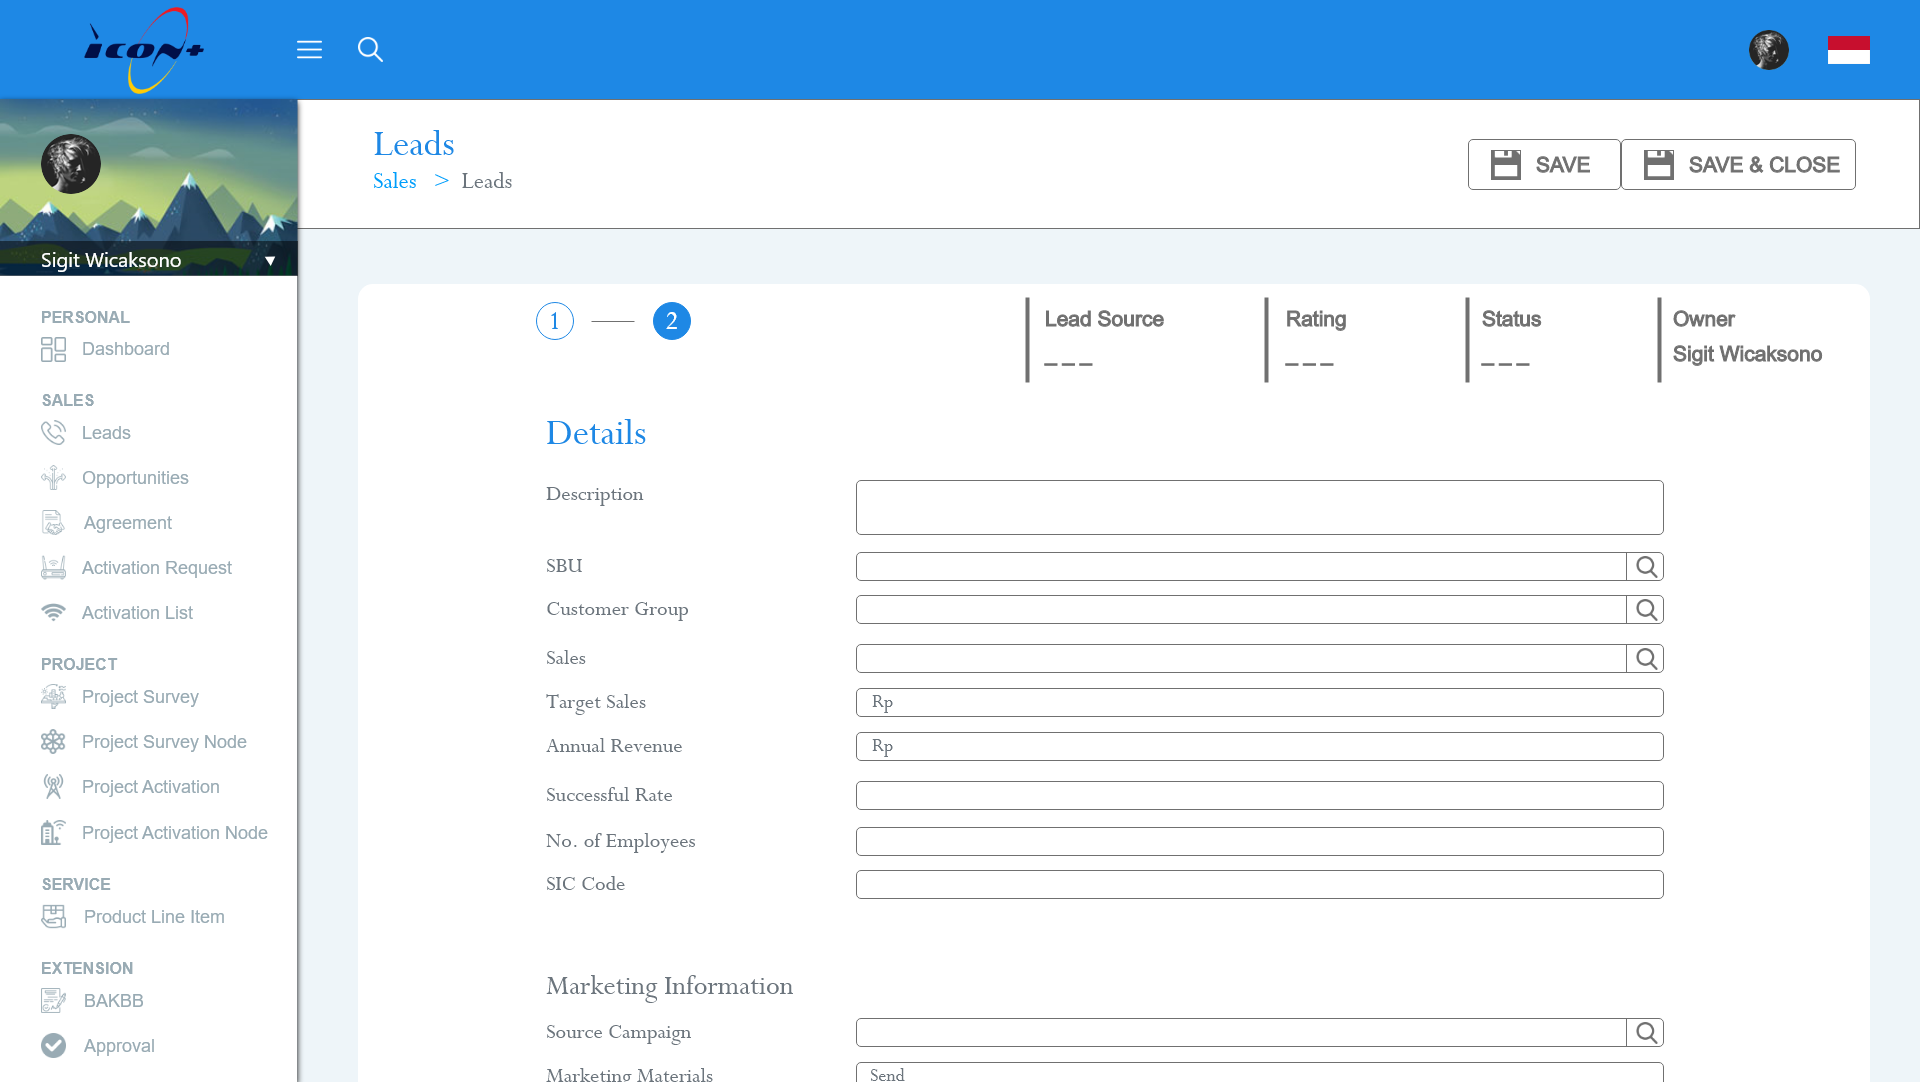 icon+
Leads
Sales > Leads
SAVE
SAVE & CLOSE
Sigit Wicaksono
PERSONAL
Dashboard
SALES
Leads
Opportunities
Agreement
Activation Request
Activation List
PROJECT
Project Survey
Project Survey Node
Project Activation
Project Activation Node
SERVICE
Product Line Item
EXTENSION
BAKBB
Approval
1
2
Lead Source
_ _ _
Rating
_ _ _
Status
_ _ _
Owner
Sigit Wicaksono
Details
Description
SBU
Customer Group
Sales
Target Sales
Rp
Annual Revenue
Rp
Successful Rate
No. of Employees
SIC Code
Marketing Information
Source Campaign
Marketing Materials
Send